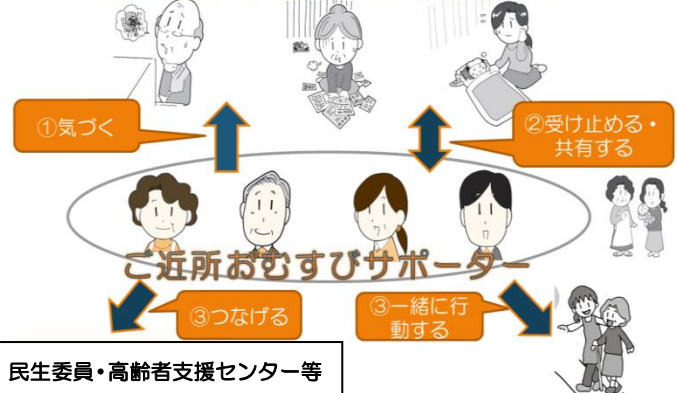 ①気づく
②受け止める・
共有する
ご近所おむすびサポーター
③つなげる
③一緒に行
動する
民生委員・高齢者支援センター等